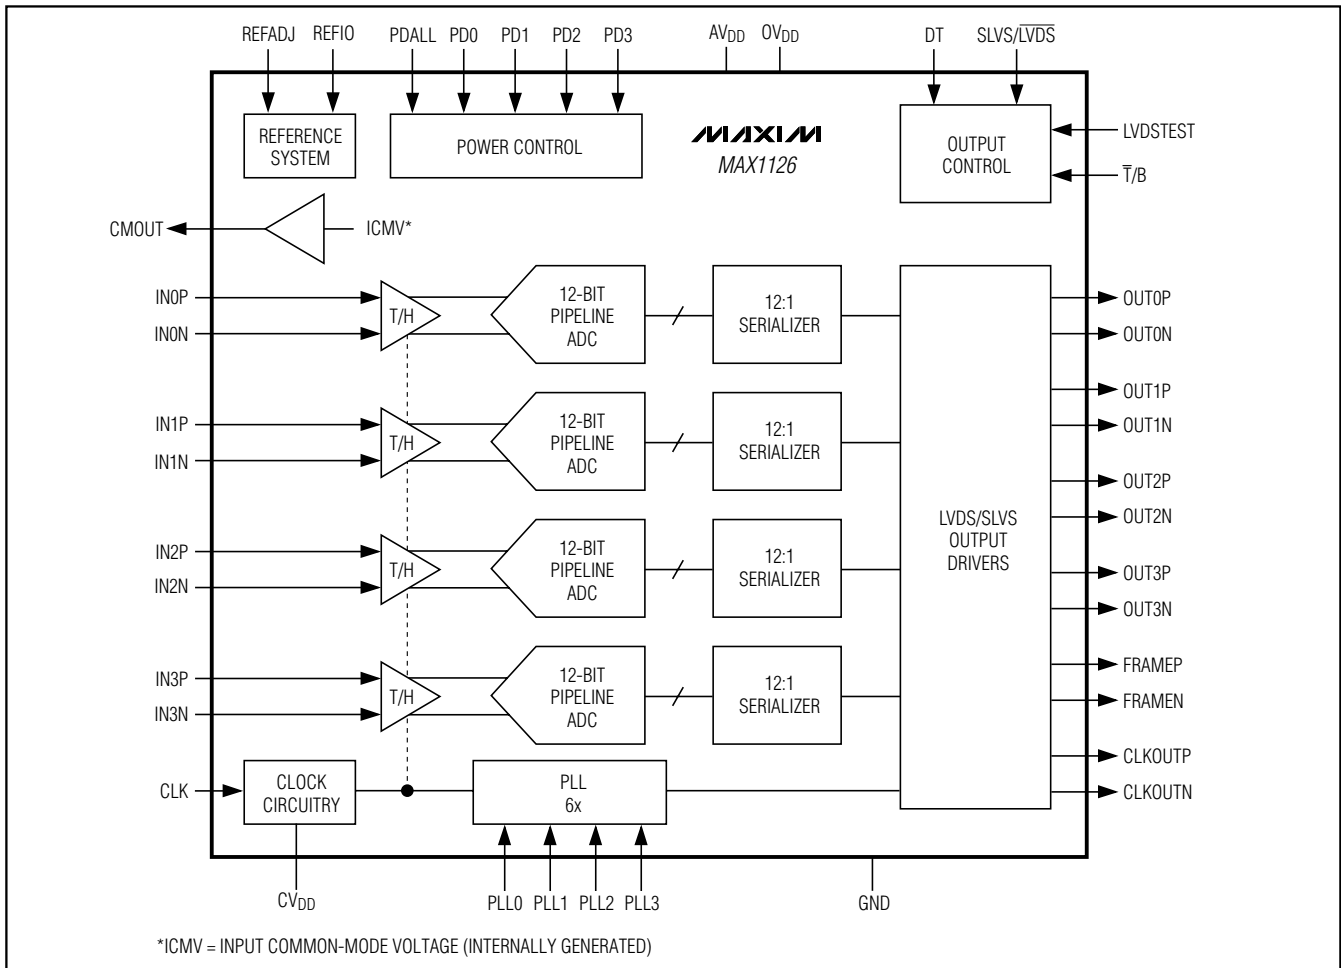 REFADJ REFIO PDALL PD0 PD1 PD2 PD3 AVDD OVDD DT SLVS/L̅V̅D̅S̅
REFERENCE
SYSTEM
POWER CONTROL
MAXIM
MAX1126
OUTPUT
CONTROL
LVDSTEST
T̅/B
CMOUT
ICMV*
IN0P
IN0N
T/H
12-BIT
PIPELINE
ADC
12:1
SERIALIZER
OUT0P
OUT0N
IN1P
IN1N
T/H
12-BIT
PIPELINE
ADC
12:1
SERIALIZER
OUT1P
OUT1N
IN2P
IN2N
T/H
12-BIT
PIPELINE
ADC
12:1
SERIALIZER
LVDS/SLVS
OUTPUT
DRIVERS
OUT2P
OUT2N
OUT3P
OUT3N
IN3P
IN3N
T/H
12-BIT
PIPELINE
ADC
12:1
SERIALIZER
FRAMEP
FRAMEN
CLK
CLOCK
CIRCUITRY
PLL
6x
CLKOUTP
CLKOUTN
CVDD
PLL0 PLL1 PLL2 PLL3
GND
*ICMV = INPUT COMMON-MODE VOLTAGE (INTERNALLY GENERATED)